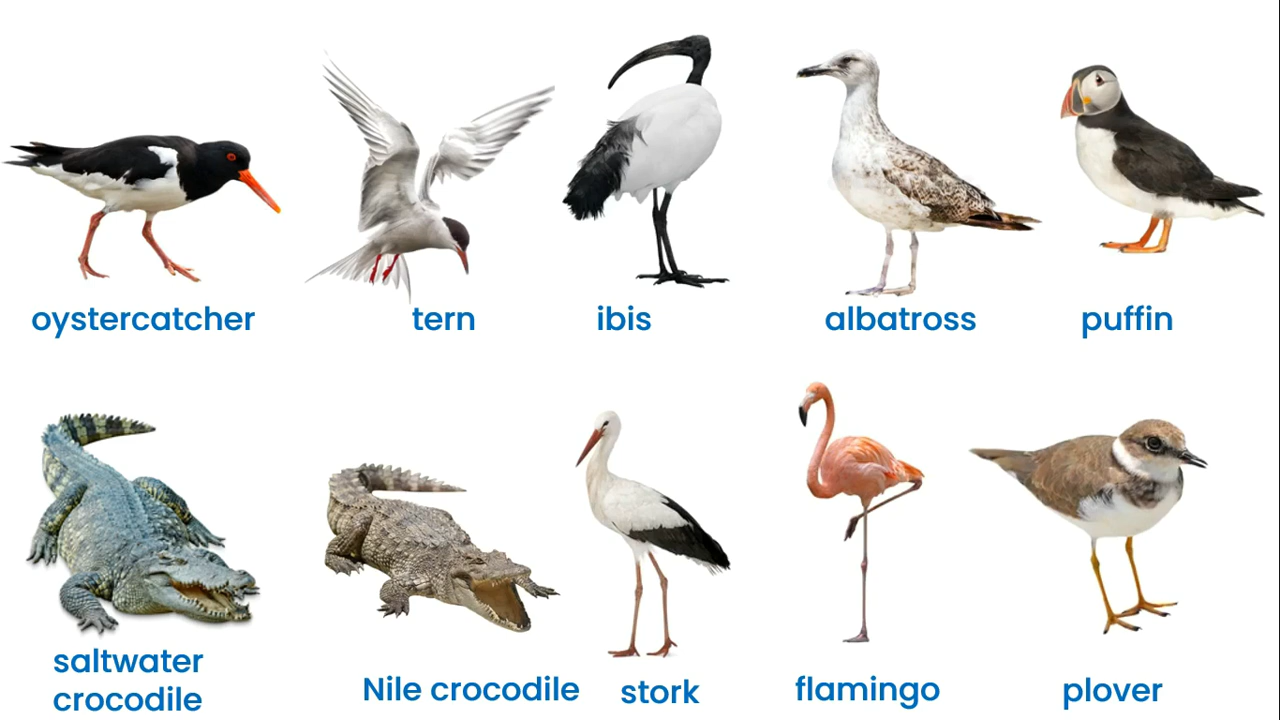 oystercatcher
tern
ibis
albatross
puffin
saltwater
crocodile
Nile crocodile
stork
flamingo
plover